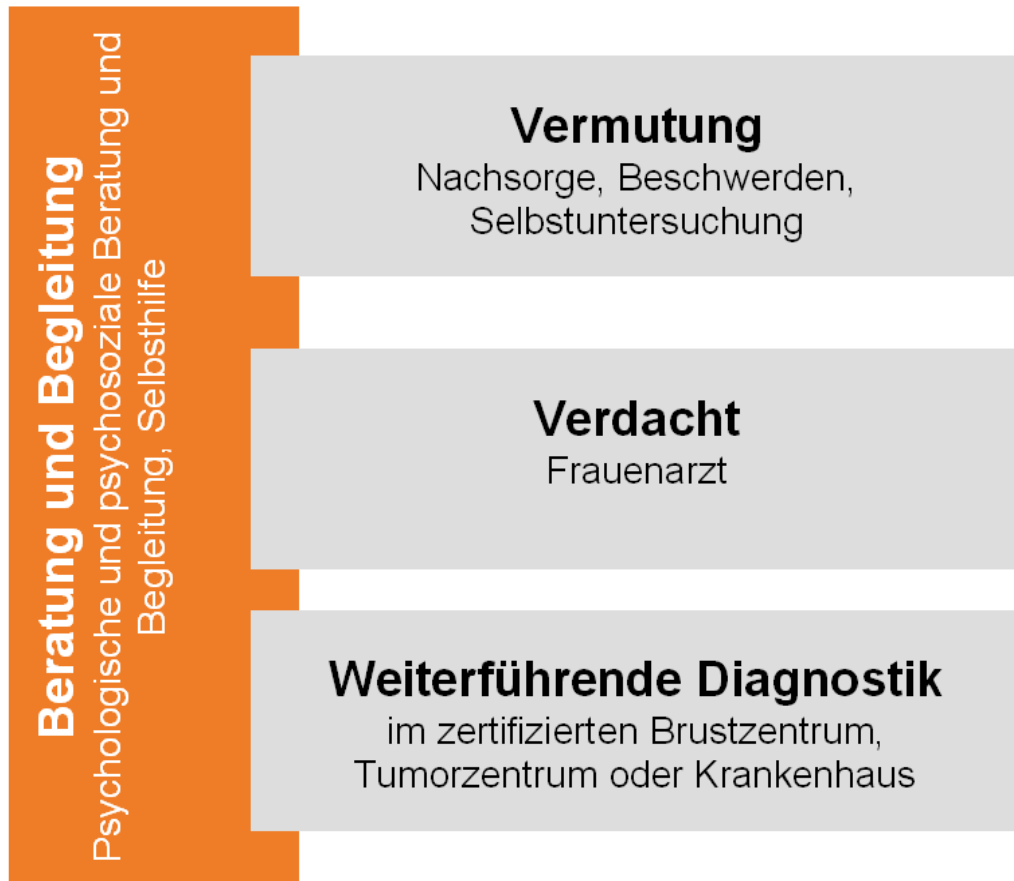 Beratung und Begleitung
Psychologische und psychosoziale Beratung und
Begleitung, Selbsthilfe
Vermutung
Nachsorge, Beschwerden,
Selbstuntersuchung
Verdacht
Frauenarzt
Weiterführende Diagnostik
im zertifizierten Brustzentrum,
Tumorzentrum oder Krankenhaus